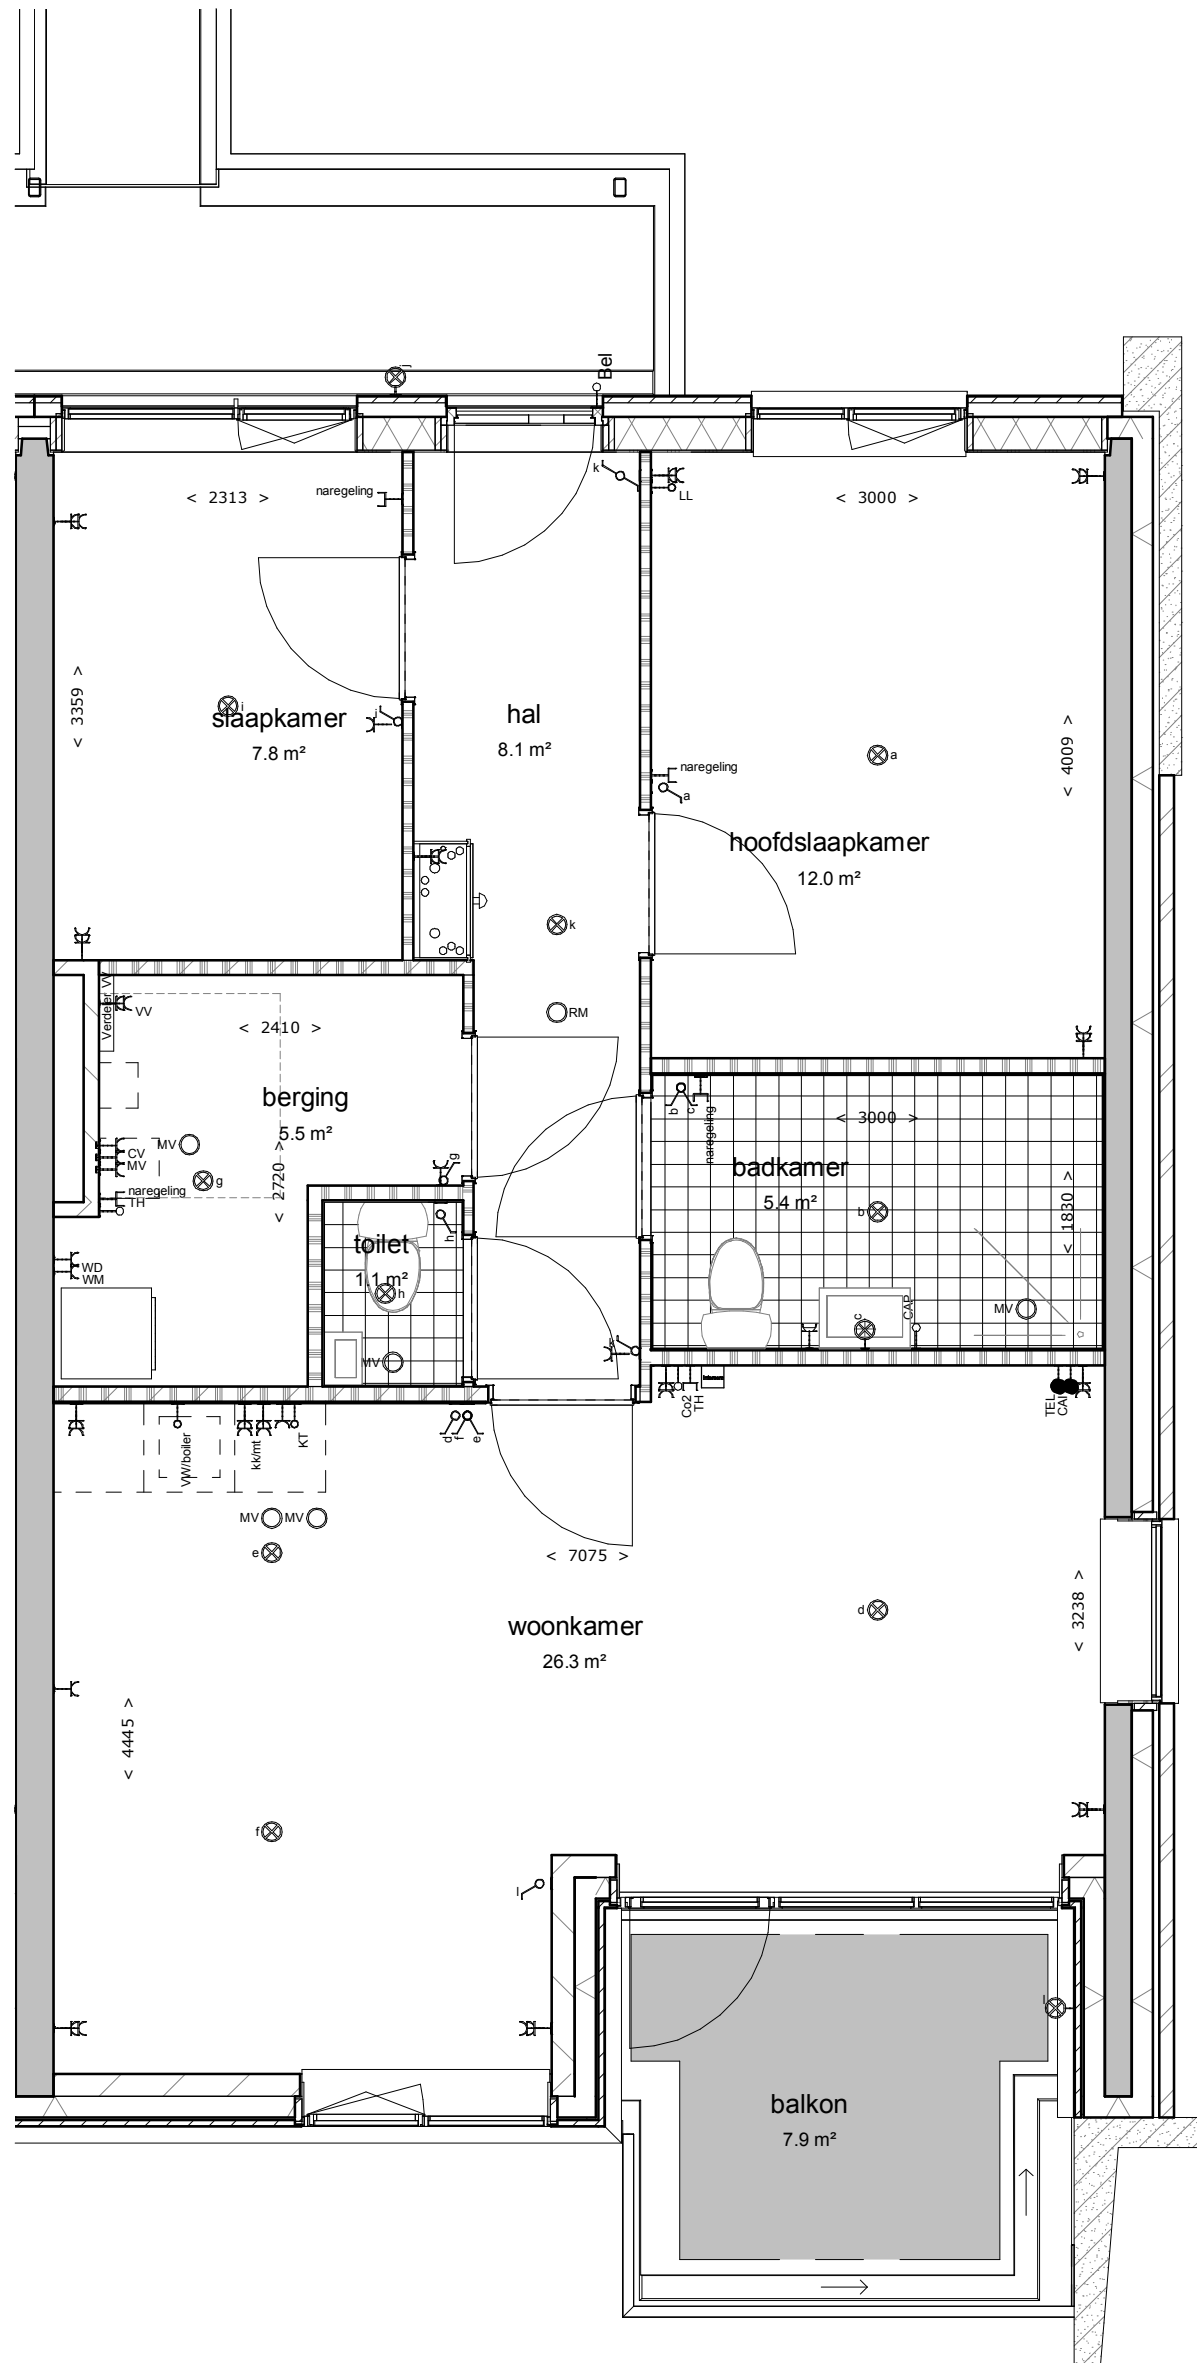 j
Bel
< 2313 >
naregeling
k
LL
< 3000 >
< 3359 >
i
slaapkamer
7.8 m²
i
hal
8.1 m²
< 4009 >
a
naregeling
a
hoofdslaapkamer
12.0 m²
k
RM
Verdeler VV
VV
< 2410 >
berging
5.5 m²
MV
CV
MV
g
naregeling
TH
< 2720 >
g
WD
WM
b
c
naregeling
< 3000 >
badkamer
5.4 m²
b
< 1830 >
h
toilet
1.1 m²
h
MV
c
CAP
MV
k
Co2
TH
TEL
CAI
VW/boiler
kk/mt
KT
d
f
e
MV
MV
e
< 7075 >
d
< 3238 >
woonkamer
26.3 m²
< 4445 >
f
l
l
balkon
7.9 m²